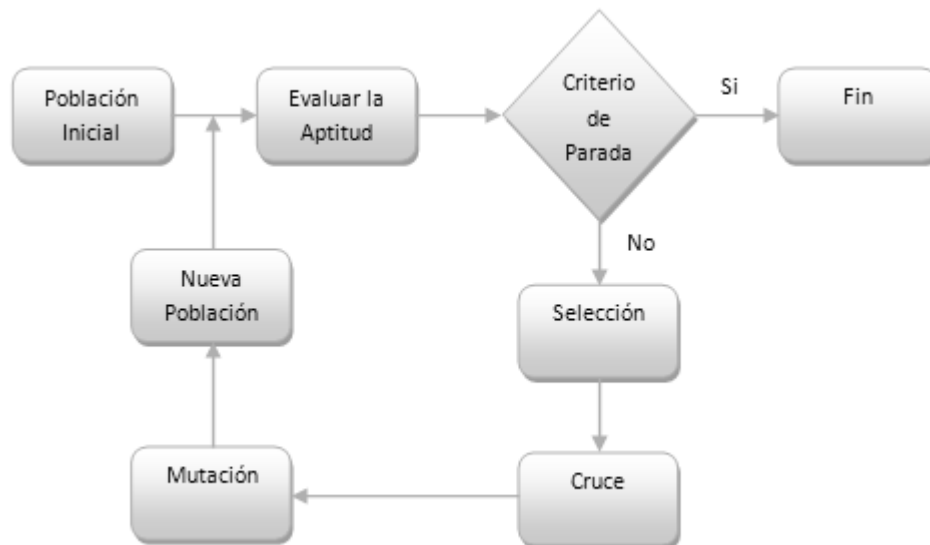 Población
Inicial
Evaluar la
Aptitud
Criterio
de
Parada
Si
Fin
No
Nueva
Población
Selección
Mutación
Cruce